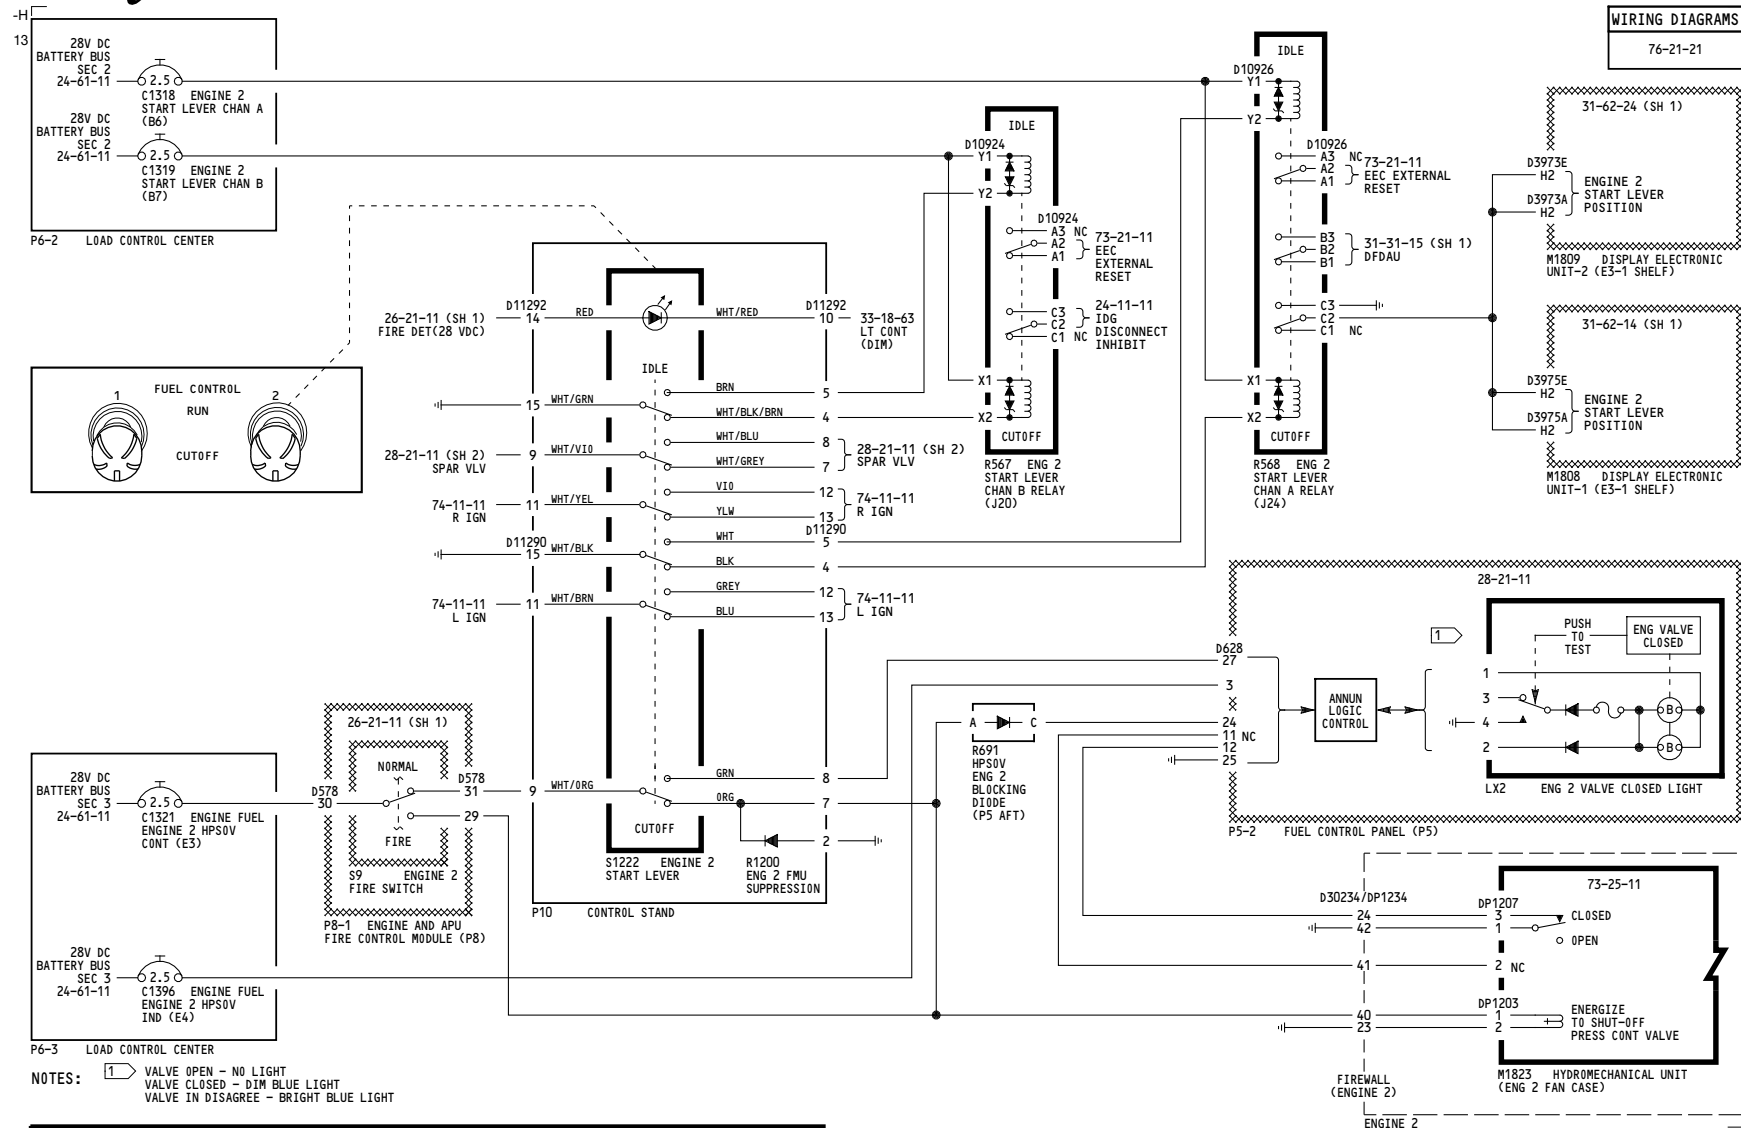 -H
13
WIRING DIAGRAMS
76-21-21
28V DC
BATTERY BUS
SEC 2
24-61-11
2.5
C1318 ENGINE 2
START LEVER CHAN A
(B6)
28V DC
BATTERY BUS
SEC 2
24-61-11
2.5
C1319 ENGINE 2
START LEVER CHAN B
(B7)
P6-2 LOAD CONTROL CENTER
FUEL CONTROL
1
2
RUN
CUTOFF
26-21-11 (SH 1)
FIRE DET(28 VDC)
D11292
14
RED
WHT/RED
D11292
10
33-18-63
LT CONT
(DIM)
IDLE
15
WHT/GRN
BRN
5
WHT/BLK/BRN
4
28-21-11 (SH 2)
SPAR VLV
9
WHT/VIO
WHT/BLU
8
WHT/GREY
7
28-21-11 (SH 2)
SPAR VLV
74-11-11
R IGN
11
WHT/YEL
VIO
12
YLW
13
74-11-11
R IGN
D11290
15
WHT/BLK
D11290
WHT
5
BLK
4
74-11-11
L IGN
11
WHT/BRN
GREY
12
BLU
13
74-11-11
L IGN
9
WHT/ORG
GRN
8
ORG
7
2
CUTOFF
S1222 ENGINE 2
START LEVER
R1200
ENG 2 FMU
SUPPRESSION
P10 CONTROL STAND
IDLE
D10924
Y1
Y2
D10924
A3 NC
A2
A1
73-21-11
EEC
EXTERNAL
RESET
C3
C2
C1 NC
24-11-11
IDG
DISCONNECT
INHIBIT
X1
X2
CUTOFF
R567 ENG 2
START LEVER
CHAN B RELAY
(J20)
IDLE
D10926
Y1
Y2
D10926
A3 NC
A2
A1
73-21-11
EEC EXTERNAL
RESET
B3
B2
B1
31-31-15 (SH 1)
DFDAU
C3
C2
C1 NC
X1
X2
CUTOFF
R568 ENG 2
START LEVER
CHAN A RELAY
(J24)
31-62-24 (SH 1)
D3973E
H2
D3973A
H2
ENGINE 2
START LEVER
POSITION
M1809 DISPLAY ELECTRONIC
UNIT-2 (E3-1 SHELF)
31-62-14 (SH 1)
D3975E
H2
D3975A
H2
ENGINE 2
START LEVER
POSITION
M1808 DISPLAY ELECTRONIC
UNIT-1 (E3-1 SHELF)
28-21-11
D628
27
3
24
11 NC
12
25
ANNUN
LOGIC
CONTROL
1
PUSH
TO
TEST
ENG VALVE
CLOSED
1
3
4
2
B
B
LX2 ENG 2 VALVE CLOSED LIGHT
P5-2 FUEL CONTROL PANEL (P5)
A
C
R691
HPSOV
ENG 2
BLOCKING
DIODE
(P5 AFT)
28V DC
BATTERY BUS
SEC 3
24-61-11
2.5
C1321 ENGINE FUEL
ENGINE 2 HPSOV
CONT (E3)
28V DC
BATTERY BUS
SEC 3
24-61-11
2.5
C1396 ENGINE FUEL
ENGINE 2 HPSOV
IND (E4)
P6-3 LOAD CONTROL CENTER
26-21-11 (SH 1)
NORMAL
D578
30
D578
31
29
FIRE
S9 ENGINE 2
FIRE SWITCH
P8-1 ENGINE AND APU
FIRE CONTROL MODULE (P8)
73-25-11
D30234/DP1234
24
42
41
40
23
DP1207
3
1
2 NC
CLOSED
OPEN
DP1203
1
2
ENERGIZE
TO SHUT-OFF
PRESS CONT VALVE
M1823 HYDROMECHANICAL UNIT
(ENG 2 FAN CASE)
FIREWALL
(ENGINE 2)
ENGINE 2
NOTES:
1 VALVE OPEN - NO LIGHT
VALVE CLOSED - DIM BLUE LIGHT
VALVE IN DISAGREE - BRIGHT BLUE LIGHT